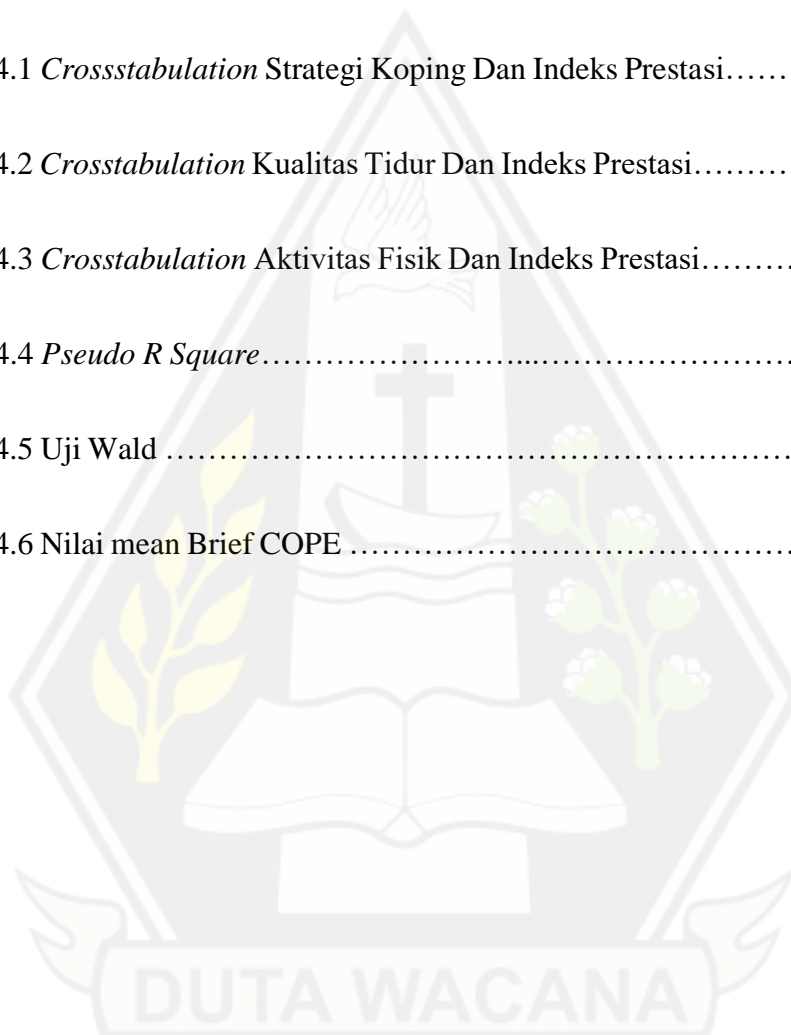 4.1 Crossstabulation Strategi Koping Dan Indeks Prestasi……
4.2 Crosstabulation Kualitas Tidur Dan Indeks Prestasi………
4.3 Crosstabulation Aktivitas Fisik Dan Indeks Prestasi………
4.4 Pseudo R Square……………………...……………………
4.5 Uji Wald ……………………………………………………
4.6 Nilai mean Brief COPE ……………………………………
DUTA WACANA